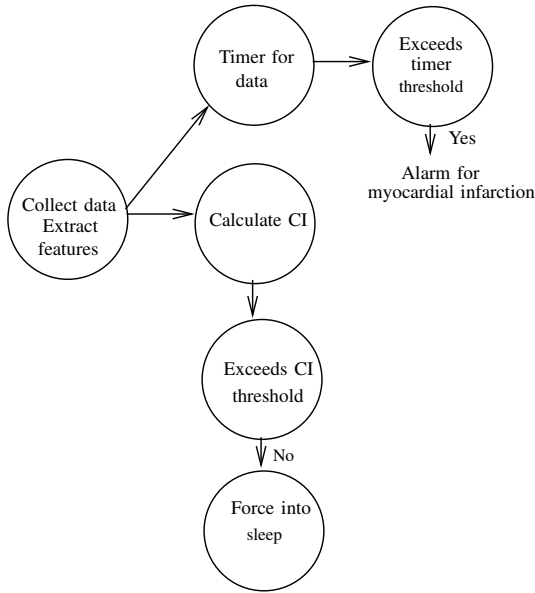 Timer for
data
Exceeds
timer
threshold
Yes
Alarm for
myocardial infarction
Collect data
Extract
features
Calculate CI
Exceeds CI
threshold
No
Force into
sleep